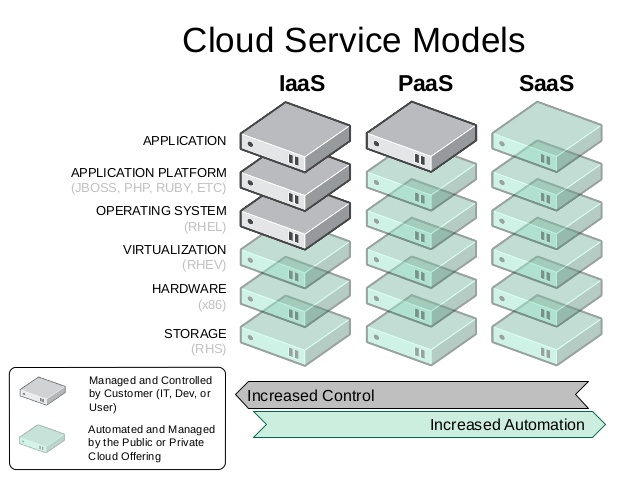 Cloud Service Models
IaaS PaaS SaaS
APPLICATION
APPLICATION PLATFORM
(JBOSS, PHP, RUBY, ETC)
OPERATING SYSTEM
(RHEL)
VIRTUALIZATION
(RHEV)
HARDWARE
(x86)
STORAGE
(RHS)
Managed and Controlled
by Customer (IT, Dev, or
User)
Automated and Managed
by the Public or Private
Cloud Offering
Increased Control
Increased Automation